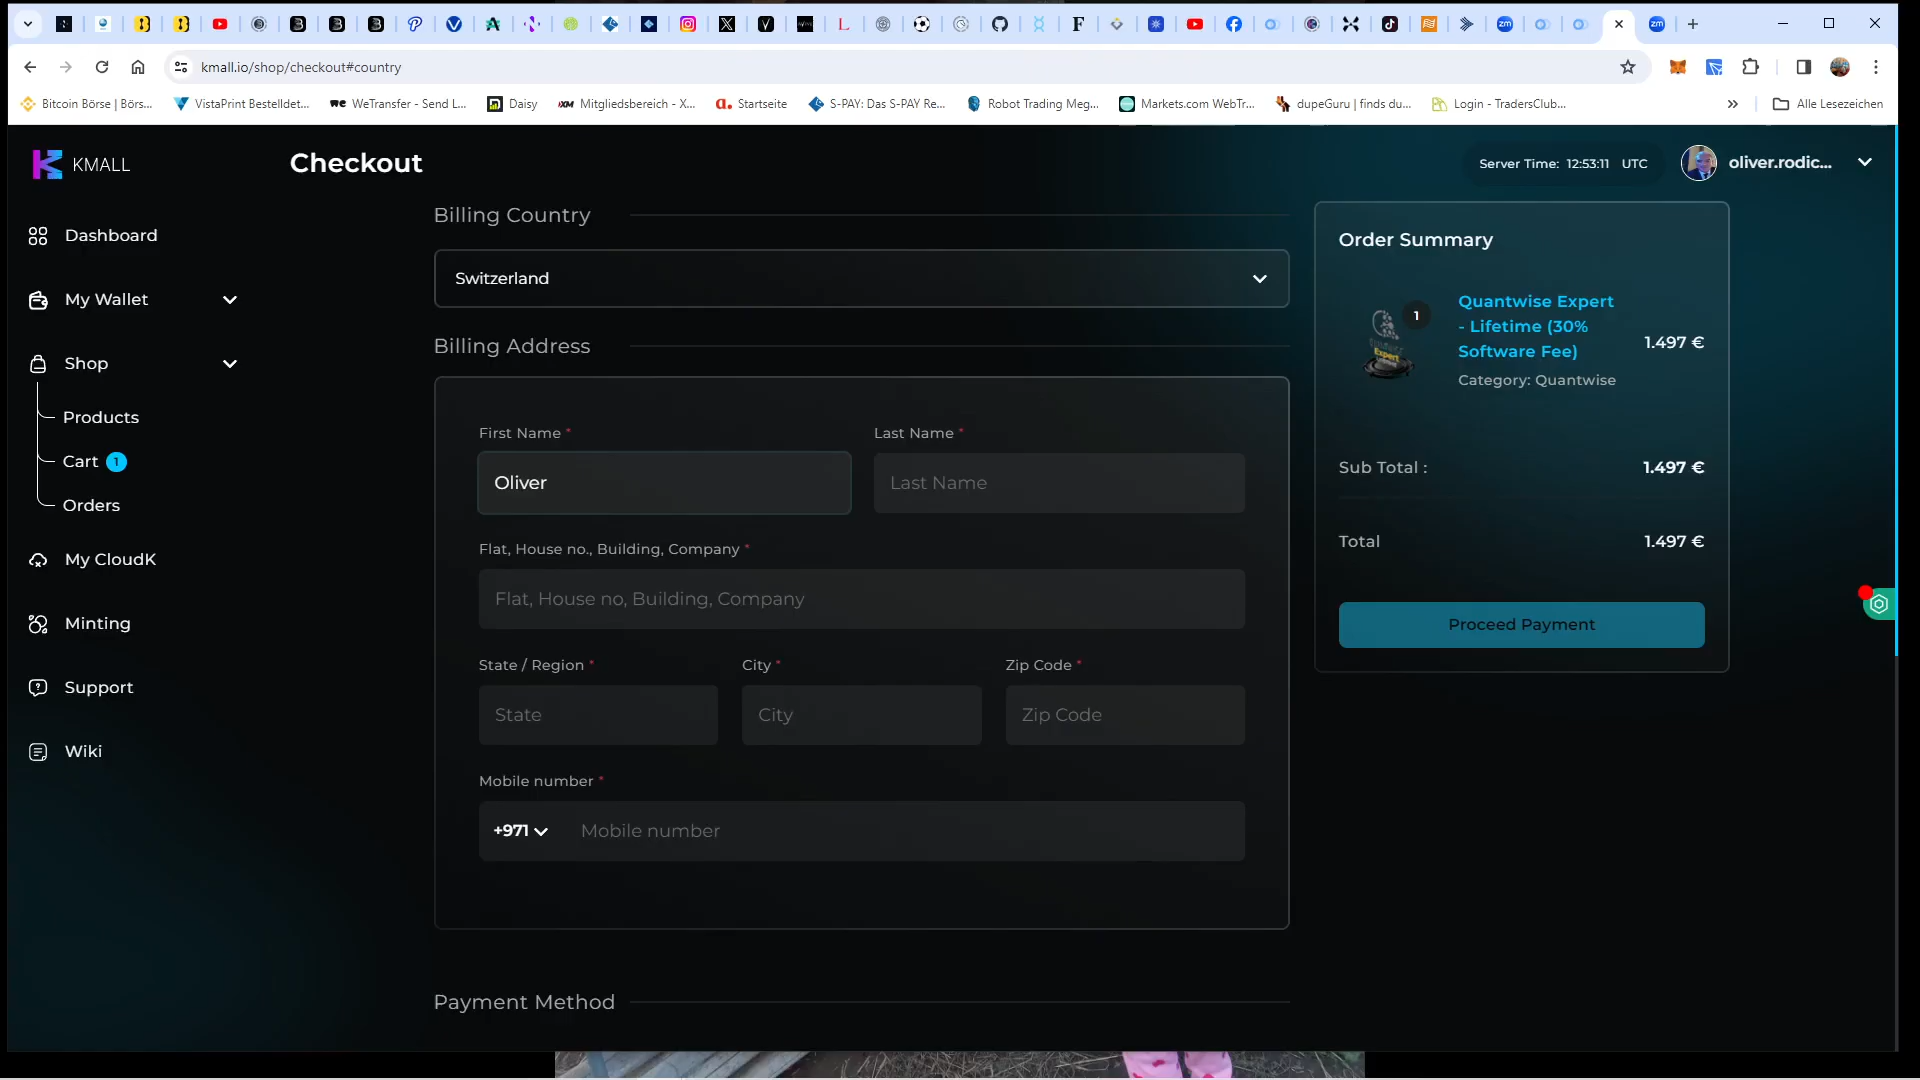 kmall.io/shop/checkout#country
Bitcoin Börse | Börs...
VistaPrint Bestelldet...
WeTransfer - Send L...
Daisy
Mitgliedsbereich - X...
Startseite
S-PAY: Das S-PAY Re...
Robot Trading Meg...
Markets.com WebTr...
dupeGuru | finds du...
Login - TradersClub...
Alle Lesezeichen
KMALL
Checkout
Server Time: 12:53:11 UTC
oliver.rodic...
Dashboard
My Wallet
Shop
Products
Cart 1
Orders
My CloudK
Minting
Support
Wiki
Billing Country
Switzerland
Billing Address
First Name *
Last Name *
Oliver
Last Name
Flat, House no., Building, Company *
Flat, House no, Building, Company
State / Region *
City *
Zip Code *
State
City
Zip Code
Mobile number *
+971
Mobile number
Payment Method
Order Summary
1
Expert
Quantwise Expert
- Lifetime (30%
Software Fee)
1.497 €
Category: Quantwise
Sub Total :
1.497 €
Total
1.497 €
Proceed Payment